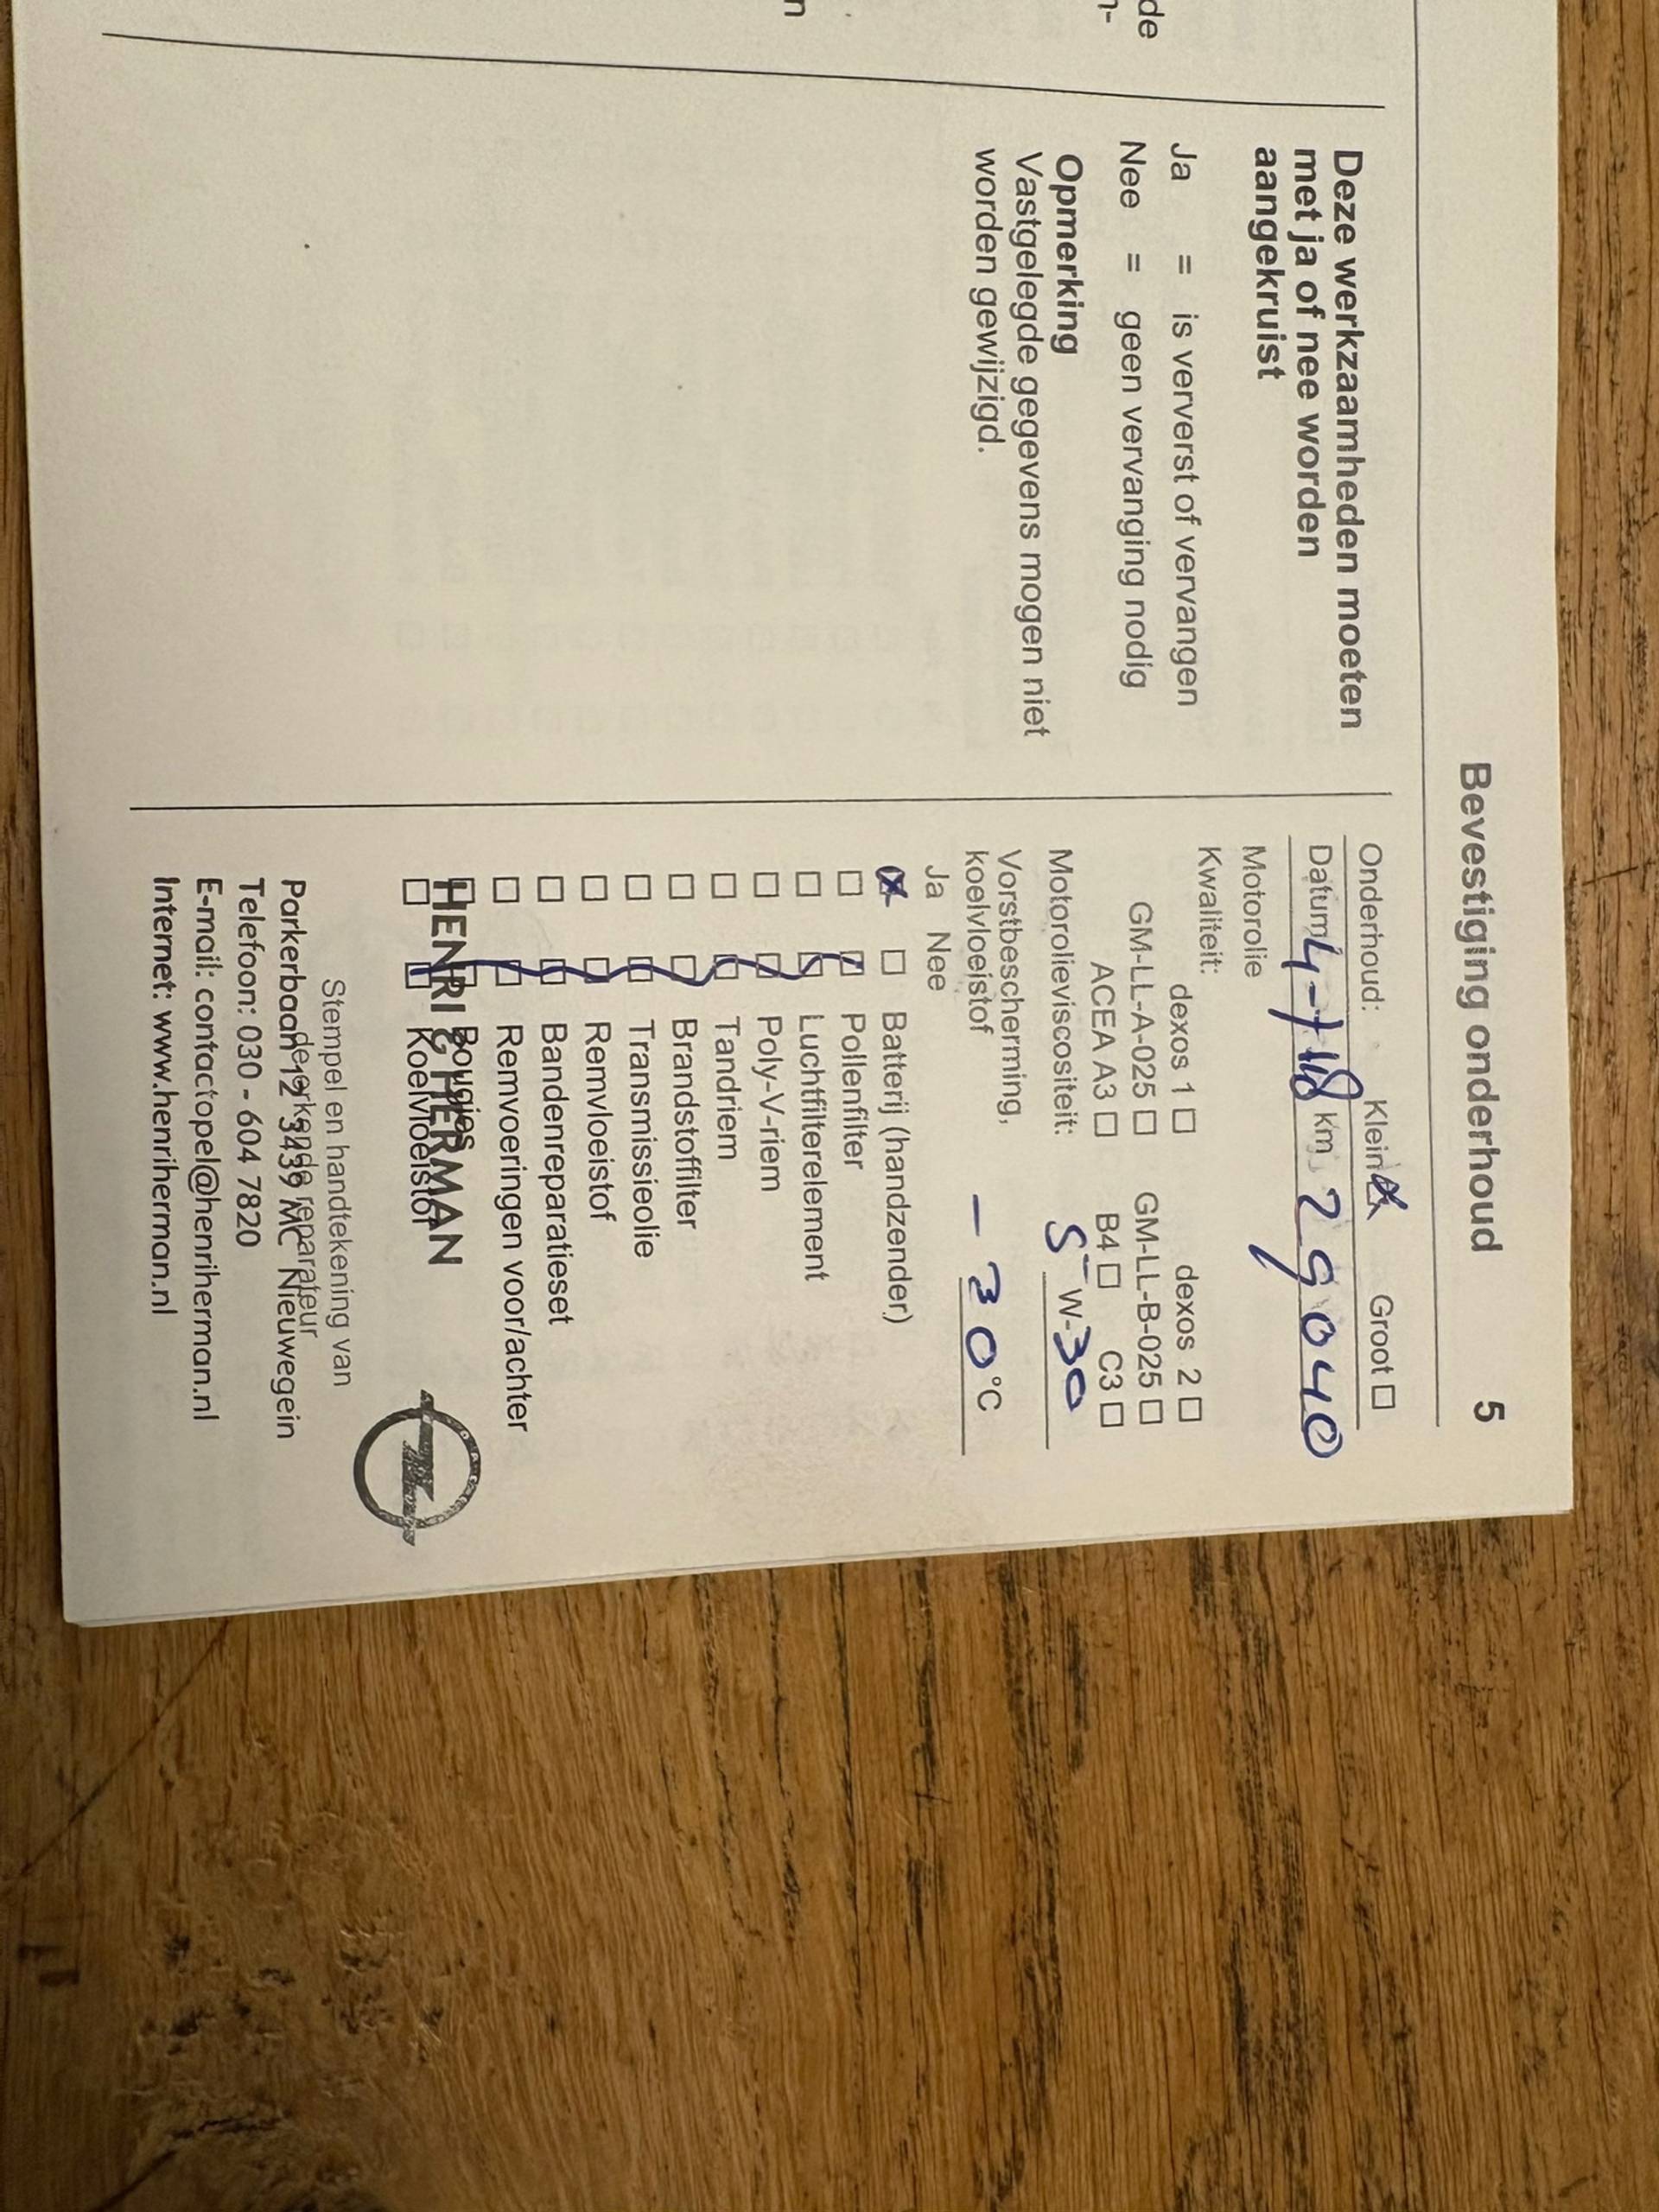 Bevestiging onderhoud 5
de
n-
n
Deze werkzaamheden moeten
met ja of nee worden
aangekruist
Ja = is ververst of vervangen
Nee = geen vervanging nodig
Opmerking
Vastgelegde gegevens mogen niet
worden gewijzigd.
Onderhoud: Klein ☒ Groot ☐
Datum 4-7-18 Km 29040
Motorolie
Kwaliteit:
dexos 1 ☐ dexos 2 ☐
GM-LL-A-025 ☐ GM-LL-B-025 ☐
ACEA A3 ☐ B4 ☐ C3 ☐
Motorolieviscositeit: 5 W-30
Vorstbescherming,
koelvloeistof -30 °C
Ja Nee
☒ ☐ Batterij (handzender)
☐ ☐ Pollenfilter
☐ ☐ Luchtfilterelement
☐ ☐ Poly-V-riem
☐ ☐ Tandriem
☐ ☐ Brandstoffilter
☐ ☐ Transmissieolie
☐ ☐ Remvloeistof
☐ ☐ Bandenreparatieset
☐ ☐ Remvoeringen voor/achter
☐ ☐ Bougies
HENRI & HERMAN
☐ ☐ Koelvloeistof
Stempel en handtekening van
de erkende reparateur
Parkerbaan 12 3439 MC Nieuwegein
Telefoon: 030 - 604 7820
E-mail: contactopel@henriherman.nl
Internet: www.henriherman.nl